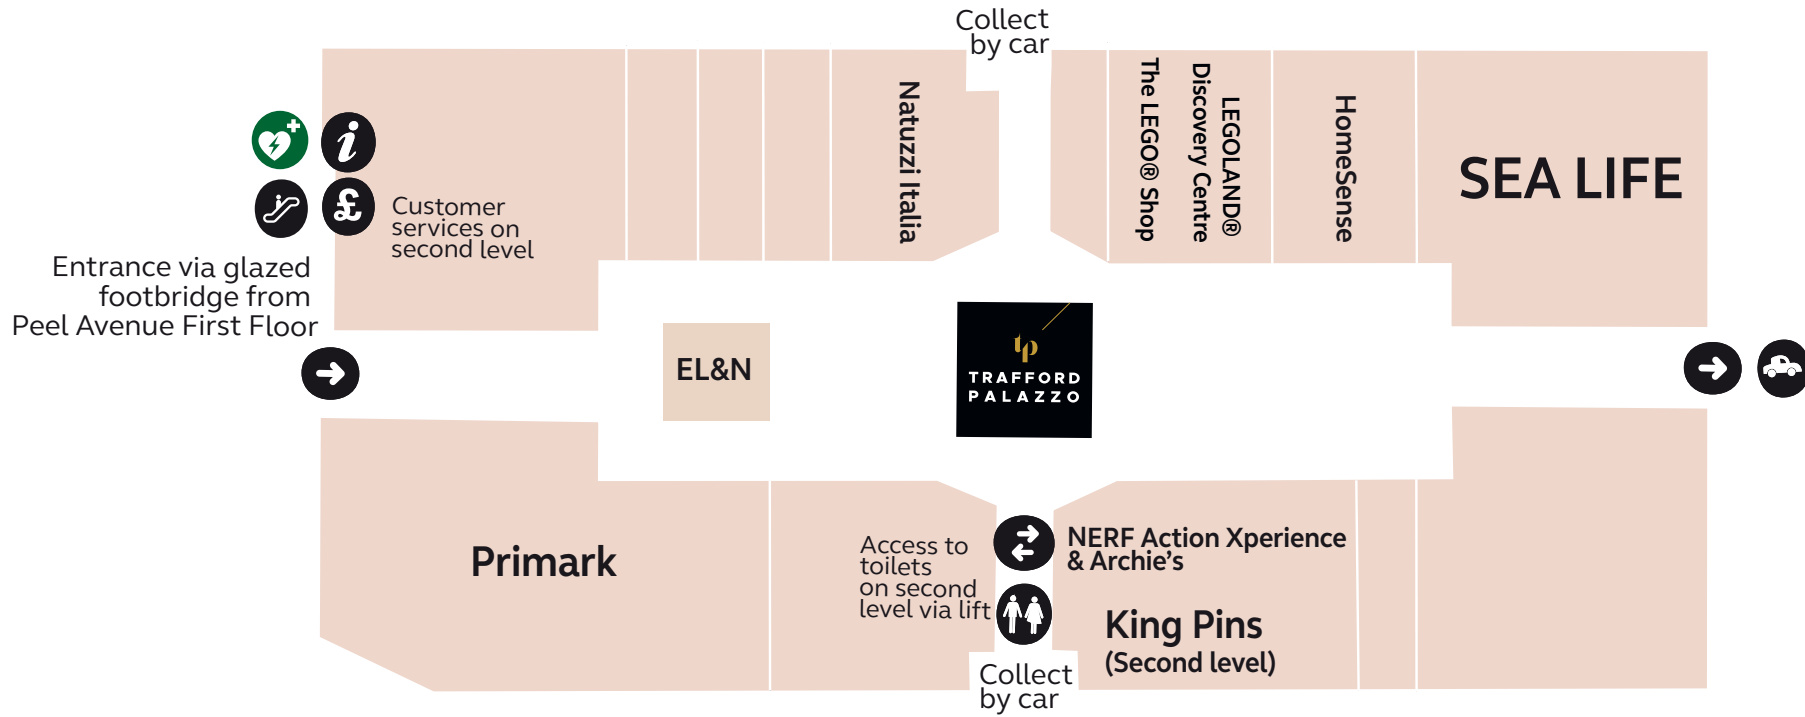 Collect
by car
Natuzzi Italia
The LEGO® Shop
LEGOLAND®
Discovery Centre
HomeSense
SEA LIFE
i
£
Customer
services on
second level
Entrance via glazed
footbridge from
Peel Avenue First Floor
EL&N
tp
TRAFFORD
PALAZZO
Primark
Access to
toilets
on second
level via lift
NERF Action Xperience
& Archie’s
King Pins
(Second level)
Collect
by car